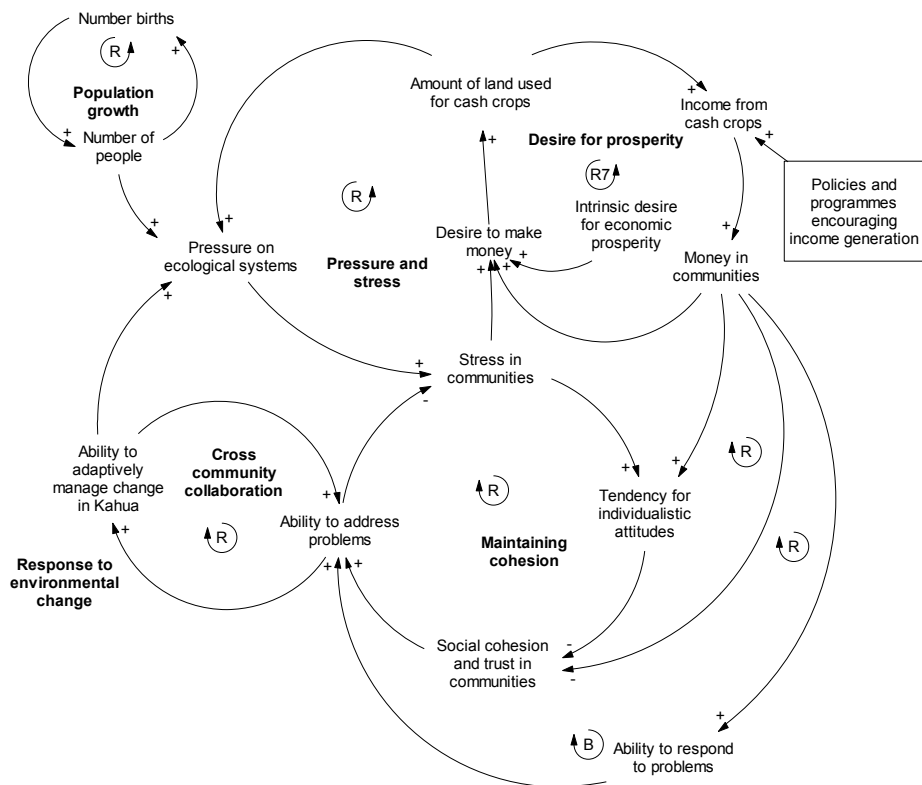 Number births
R
+
Population
growth
+
Number of
people
+
Amount of land used
for cash crops
+
Income from
cash crops
+
Desire for prosperity
+
R7
R
Policies and
programmes
encouraging
income generation
Intrinsic desire
for economic
prosperity
+
Pressure on
ecological systems
+
Desire to make
money
+
+
+
Pressure and
stress
+
Money in
communities
+
Stress in
communities
-
Ability to
adaptively
manage change
in Kahua
+
Cross
community
collaboration
R
+
Ability to address
problems
+
+
R
Maintaining
cohesion
+
+
Tendency for
individualistic
attitudes
R
R
Response to
environmental
change
-
Social cohesion
and trust in
communities
-
B
+
Ability to respond
to problems